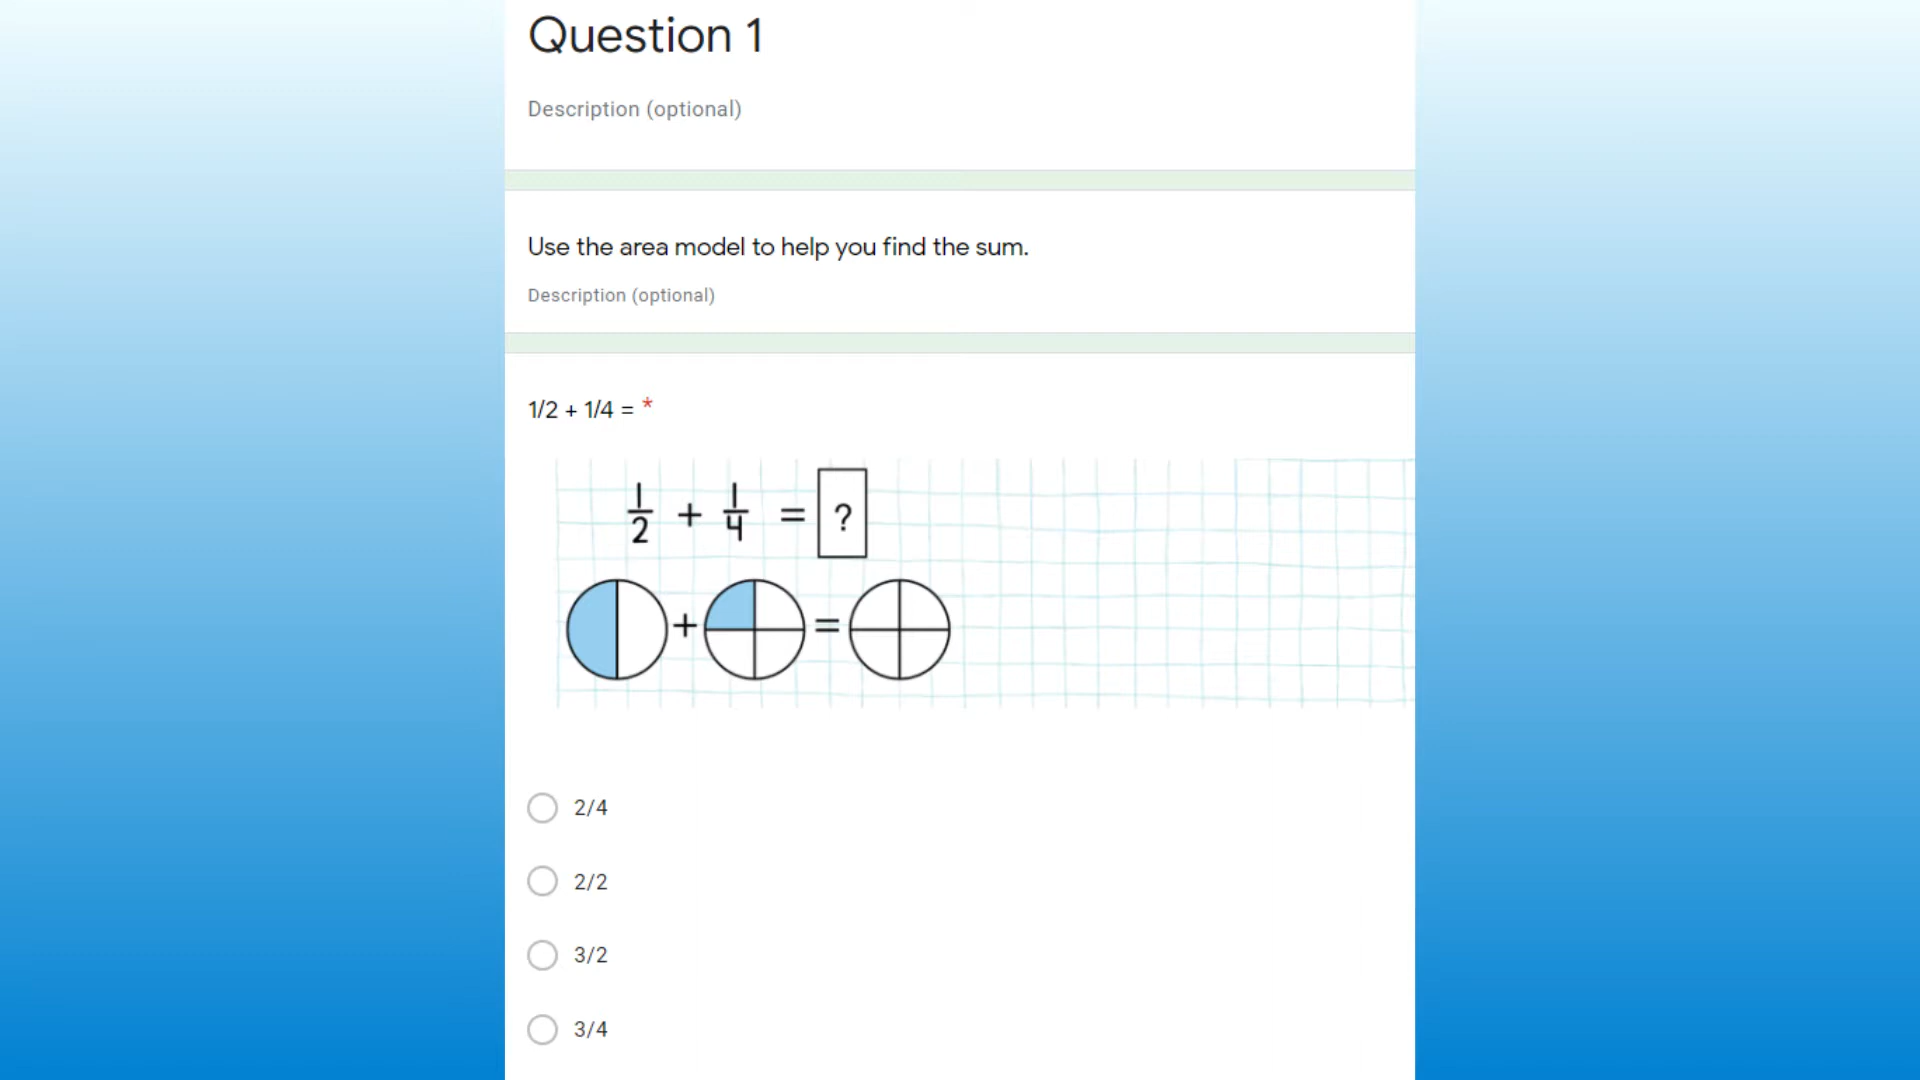 Question 1
Description (optional)
Use the area model to help you find the sum.
Description (optional)
1/2 + 1/4 = *
1/2 + 1/4 = ?
+ =
2/4
2/2
3/2
3/4